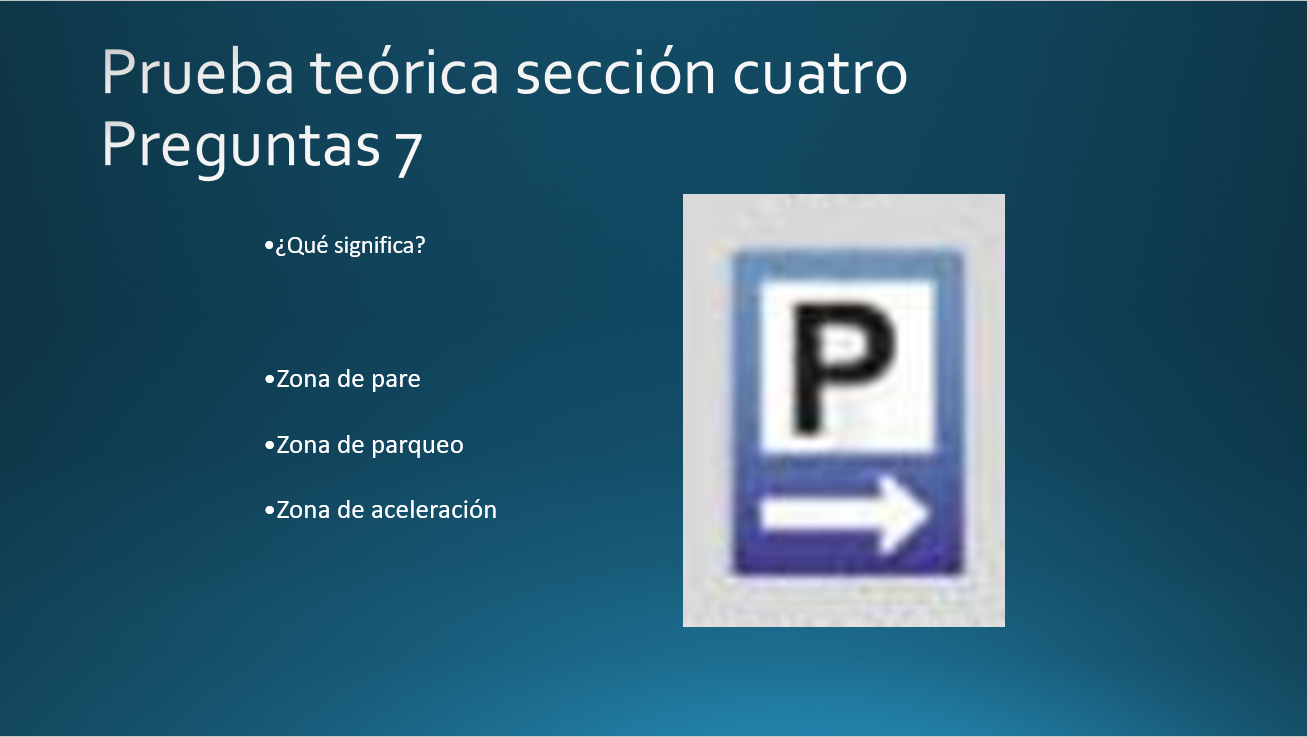 Prueba teórica sección cuatro
Preguntas 7
•¿Qué significa?
•Zona de pare
•Zona de parqueo
•Zona de aceleración
P